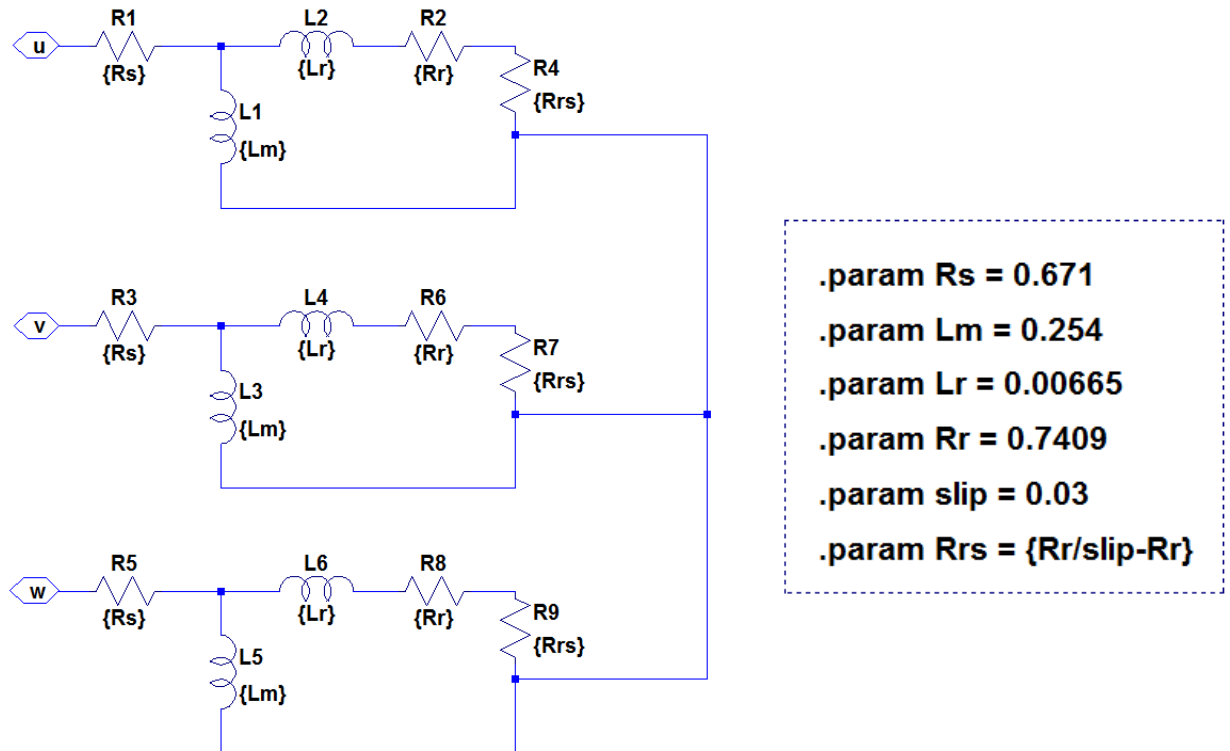 R1
L2
R2
u
{Rs}
{Lr}
{Rr}
R4
{Rrs}
L1
{Lm}
R3
L4
R6
v
{Rs}
{Lr}
{Rr}
R7
{Rrs}
L3
{Lm}
R5
L6
R8
w
{Rs}
{Lr}
{Rr}
R9
{Rrs}
L5
{Lm}
.param Rs = 0.671
.param Lm = 0.254
.param Lr = 0.00665
.param Rr = 0.7409
.param slip = 0.03
.param Rrs = {Rr/slip-Rr}